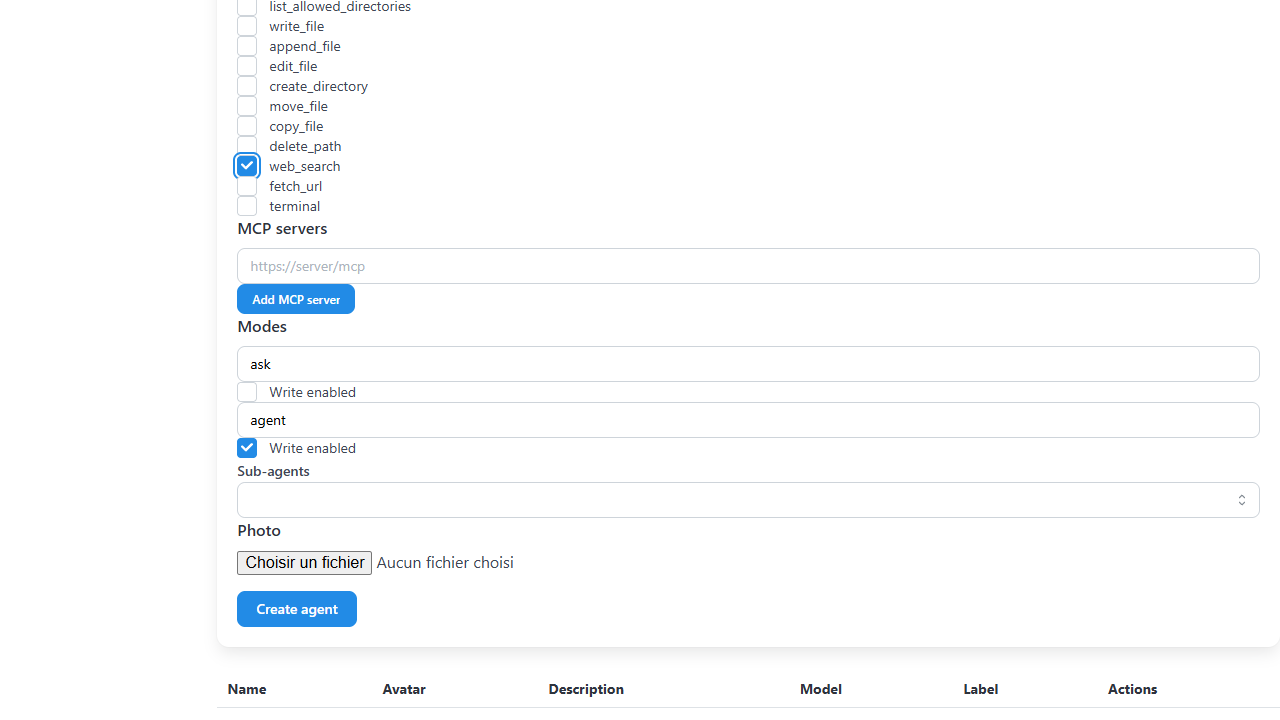 list_allowed_directories
write_file
append_file
edit_file
create_directory
move_file
copy_file
delete_path
web_search
fetch_url
terminal
MCP servers
https://server/mcp
Add MCP server
Modes
ask
Write enabled
agent
Write enabled
Sub-agents
Photo
Choisir un fichier Aucun fichier choisi
Create agent
Name Avatar Description Model Label Actions